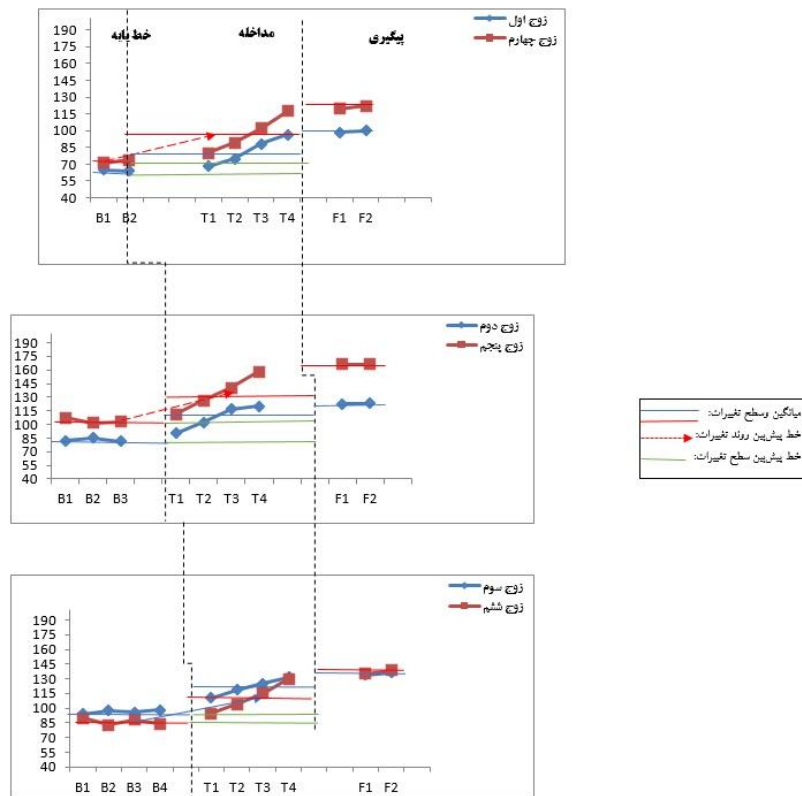 زوج اول
زوج چهارم
خط پایه
مداخله
پیگیری
190
175
160
145
130
115
100
85
70
55
40
B1 B2 T1 T2 T3 T4 F1 F2
زوج دوم
زوج پنجم
190
175
160
145
130
115
100
85
70
55
40
B1 B2 B3 T1 T2 T3 T4 F1 F2
میانگین وسطح تغییرات:
خط پیش‌بین روند تغییرات:
خط پیش‌بین سطح تغییرات:
زوج سوم
زوج ششم
190
175
160
145
130
115
100
85
70
55
40
B1 B2 B3 B4 T1 T2 T3 T4 F1 F2